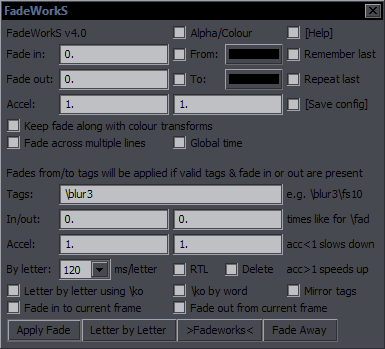 FadeWorkS
FadeWorkS v4.0 Alpha/Colour [Help]
Fade in: 0. From: Remember last
Fade out: 0. To: Repeat last
Accel: 1. 1. [Save config]
Keep fade along with colour transforms
Fade across multiple lines Global time
Fades from/to tags will be applied if valid tags & fade in or out are present
Tags: \blur3 e.g. \blur3\fs10
In/out: 0. 0. times like for \fad
Accel: 1. 1. acc<1 slows down
By letter: 120 ms/letter RTL Delete acc>1 speeds up
Letter by letter using \ko \ko by word Mirror tags
Fade in to current frame Fade out from current frame
Apply Fade Letter by Letter >Fadeworks< Fade Away